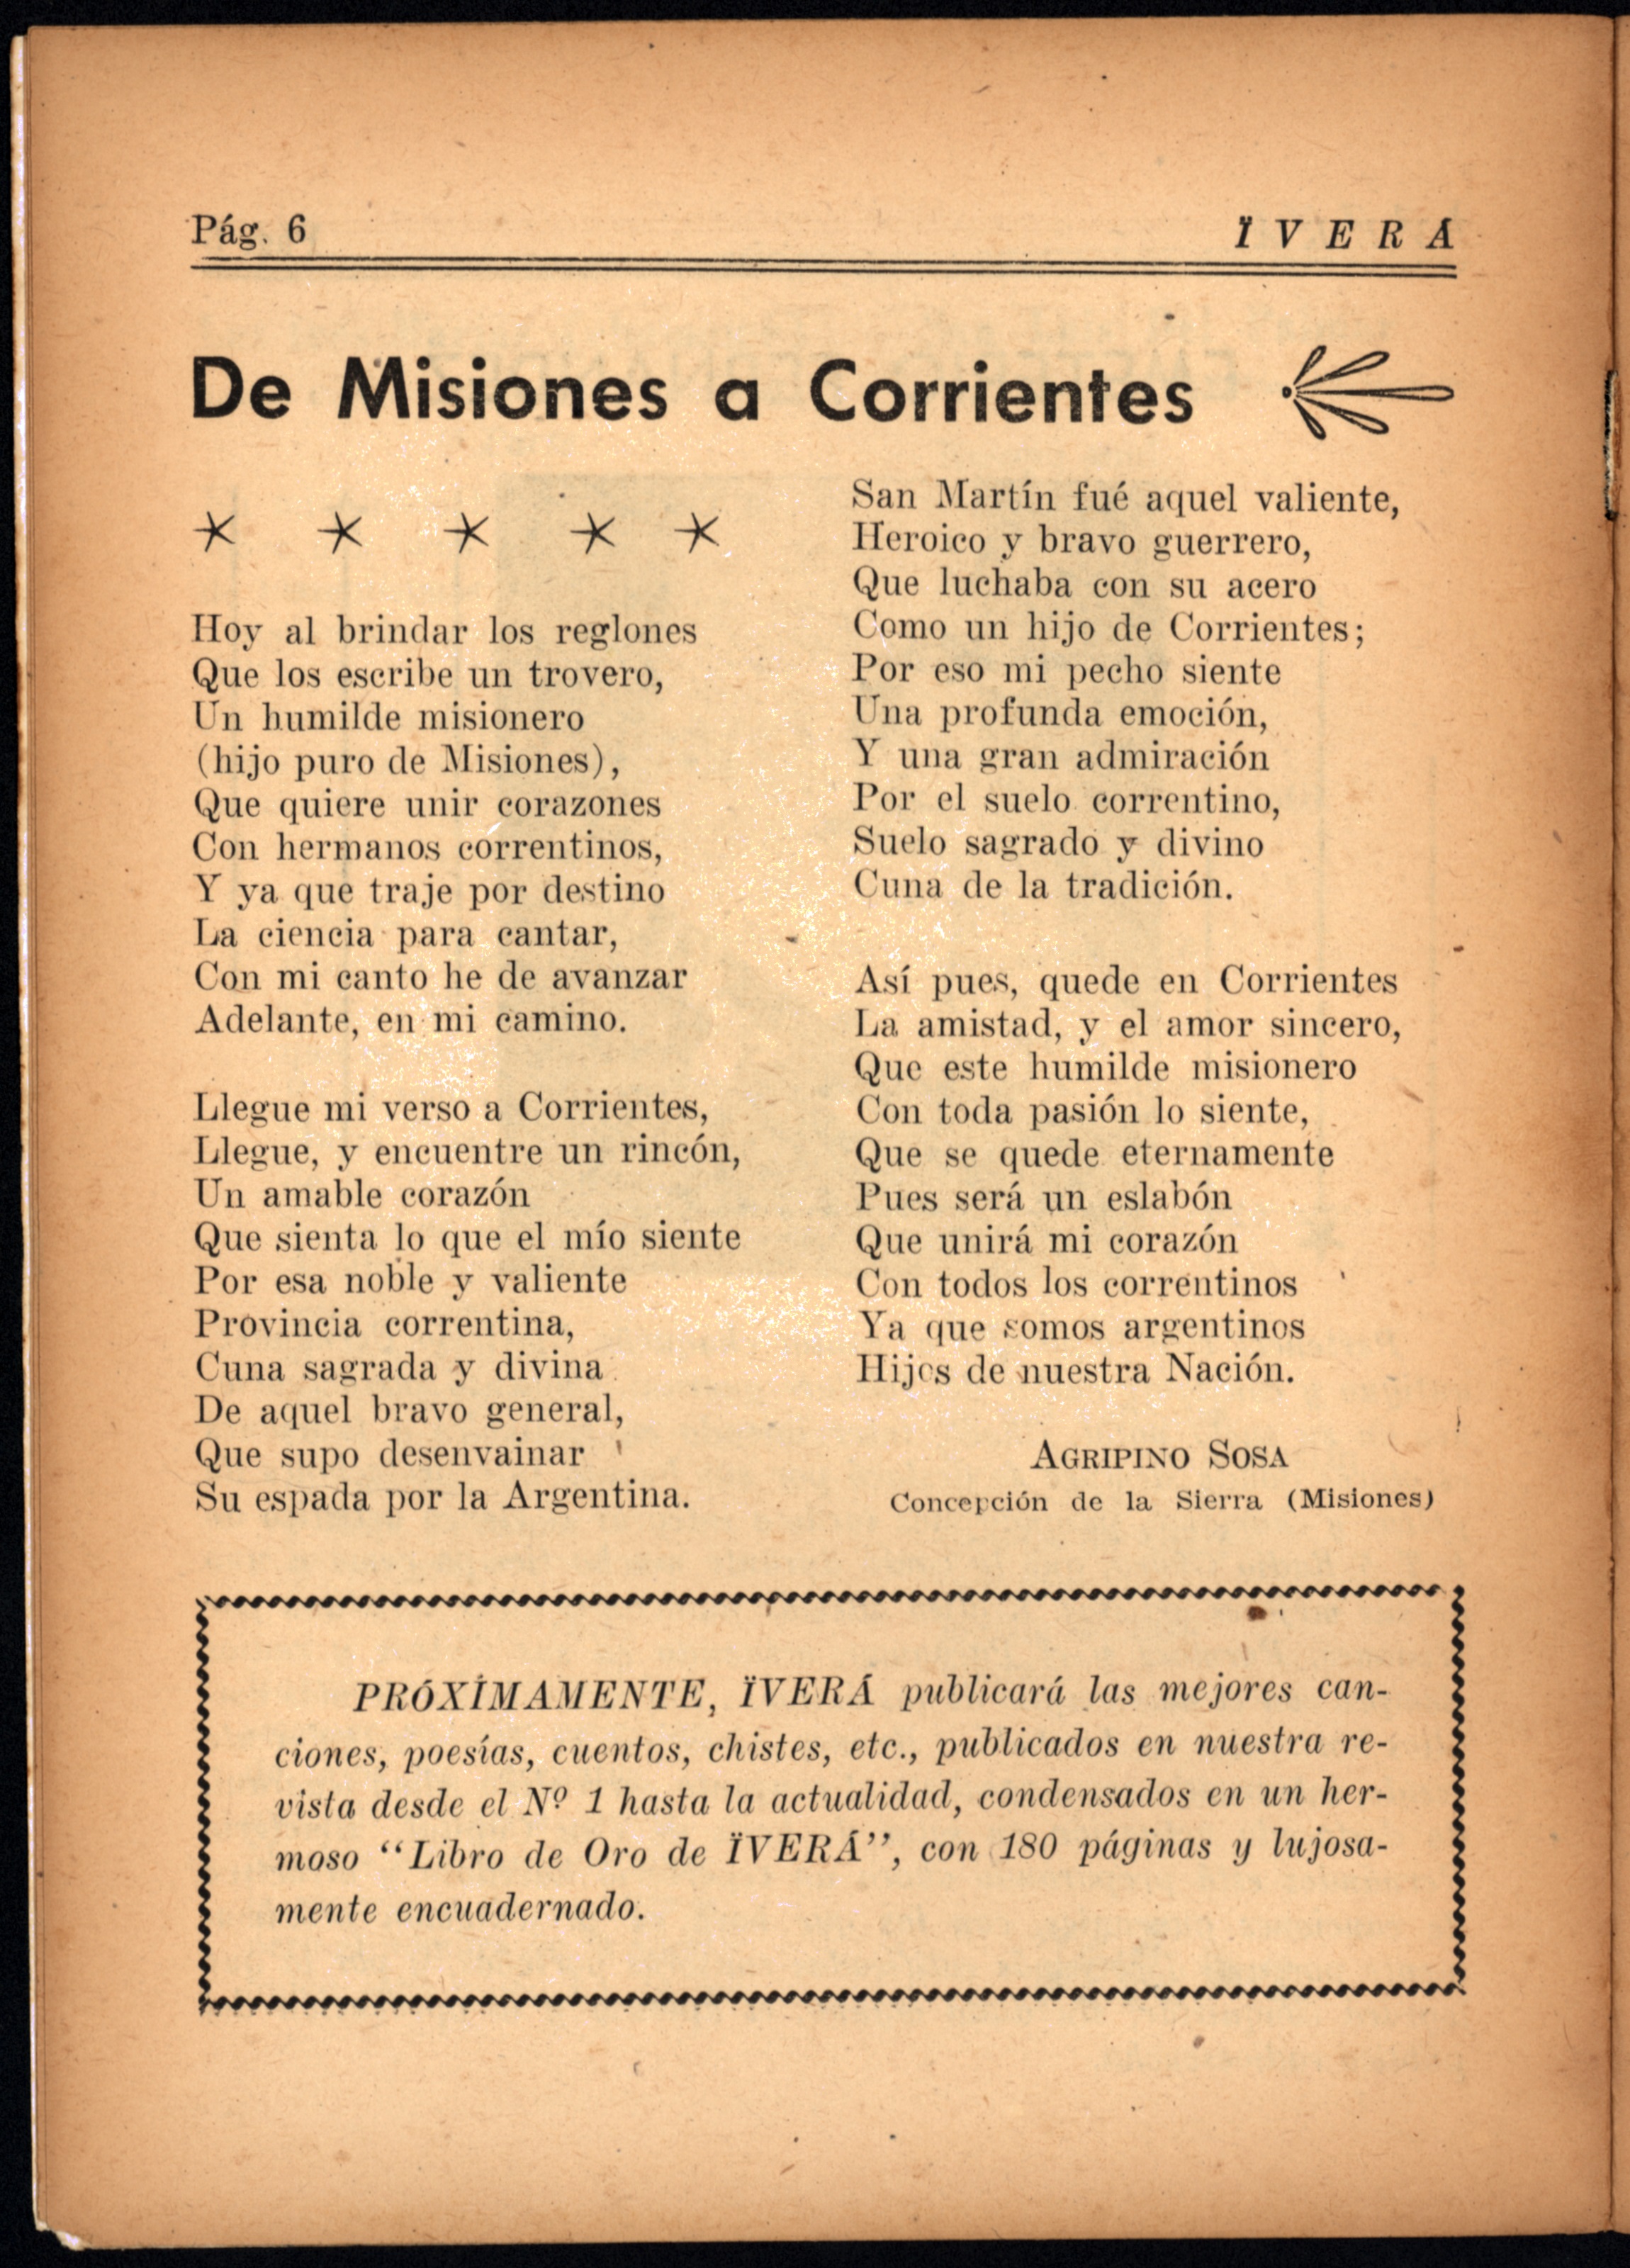 Pág. 6
ÏVERÁ
De Misiones a Corrientes
Hoy al brindar los reglones
Que los escribe un trovero,
Un humilde misionero
(hijo puro de Misiones),
Que quiere unir corazones
Con hermanos correntinos,
Y ya que traje por destino
La ciencia para cantar,
Con mi canto he de avanzar
Adelante, en mi camino.
Llegue mi verso a Corrientes,
Llegue, y encuentre un rincón,
Un amable corazón
Que sienta lo que el mío siente
Por esa noble y valiente
Provincia correntina,
Cuna sagrada y divina
De aquel bravo general,
Que supo desenvainar
Su espada por la Argentina.
San Martín fué aquel valiente,
Heroico y bravo guerrero,
Que luchaba con su acero
Como un hijo de Corrientes;
Por eso mi pecho siente
Una profunda emoción,
Y una gran admiración
Por el suelo correntino,
Suelo sagrado y divino
Cuna de la tradición.
Así pues, quede en Corrientes
La amistad, y el amor sincero,
Que este humilde misionero
Con toda pasión lo siente,
Que se quede eternamente
Pues será un eslabón
Que unirá mi corazón
Con todos los correntinos
Ya que somos argentinos
Hijos de nuestra Nación.
AGRIPINO SOSA
Concepción de la Sierra (Misiones)
PRÓXIMAMENTE, ÏVERÁ publicará las mejores can-
ciones, poesías, cuentos, chistes, etc., publicados en nuestra re-
vista desde el Nº 1 hasta la actualidad, condensados en un her-
moso “Libro de Oro de ÏVERÁ”, con 180 páginas y lujosa-
mente encuadernado.